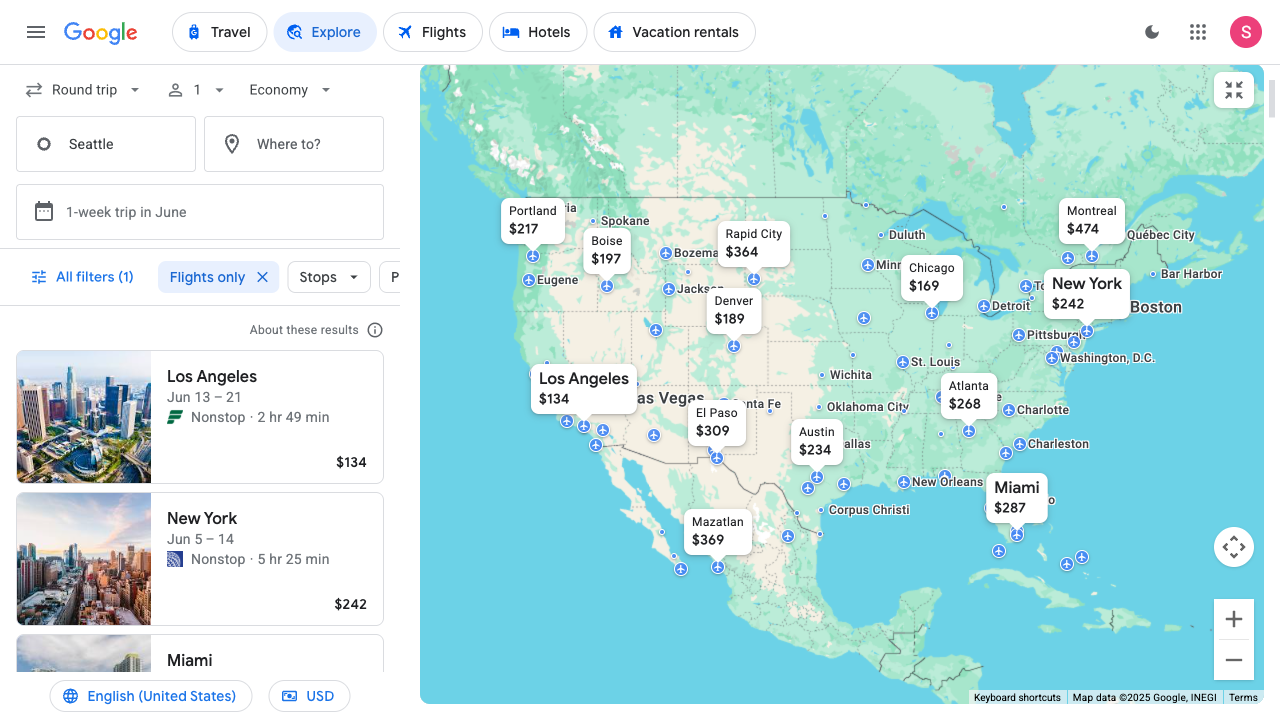 Google
Travel
Explore
Flights
Hotels
Vacation rentals
S
Round trip
1
Economy
Seattle
Where to?
1-week trip in June
All filters (1)
Flights only
Stops
P
About these results
Los Angeles
Jun 13 – 21
Nonstop · 2 hr 49 min
$134
New York
Jun 5 – 14
Nonstop · 5 hr 25 min
$242
Miami
English (United States)
USD
Portland
$217
ria
Spokane
Boise
$197
Bozema
Rapid City
$364
Duluth
Minn
Montreal
$474
Québec City
Bar Harbor
Eugene
Jackson
Chicago
$169
To
Detroit
New York
$242
Boston
Denver
$189
Pittsburg
Washington, D.C.
St. Louis
Wichita
Los Angeles
$134
as Vegas
nta Fe
Oklahoma City
Atlanta
$268
Charlotte
El Paso
$309
Austin
$234
allas
Charleston
New Orleans
Miami
$287
o
Corpus Christi
Mazatlan
$369
Keyboard shortcuts
Map data ©2025 Google, INEGI
Terms